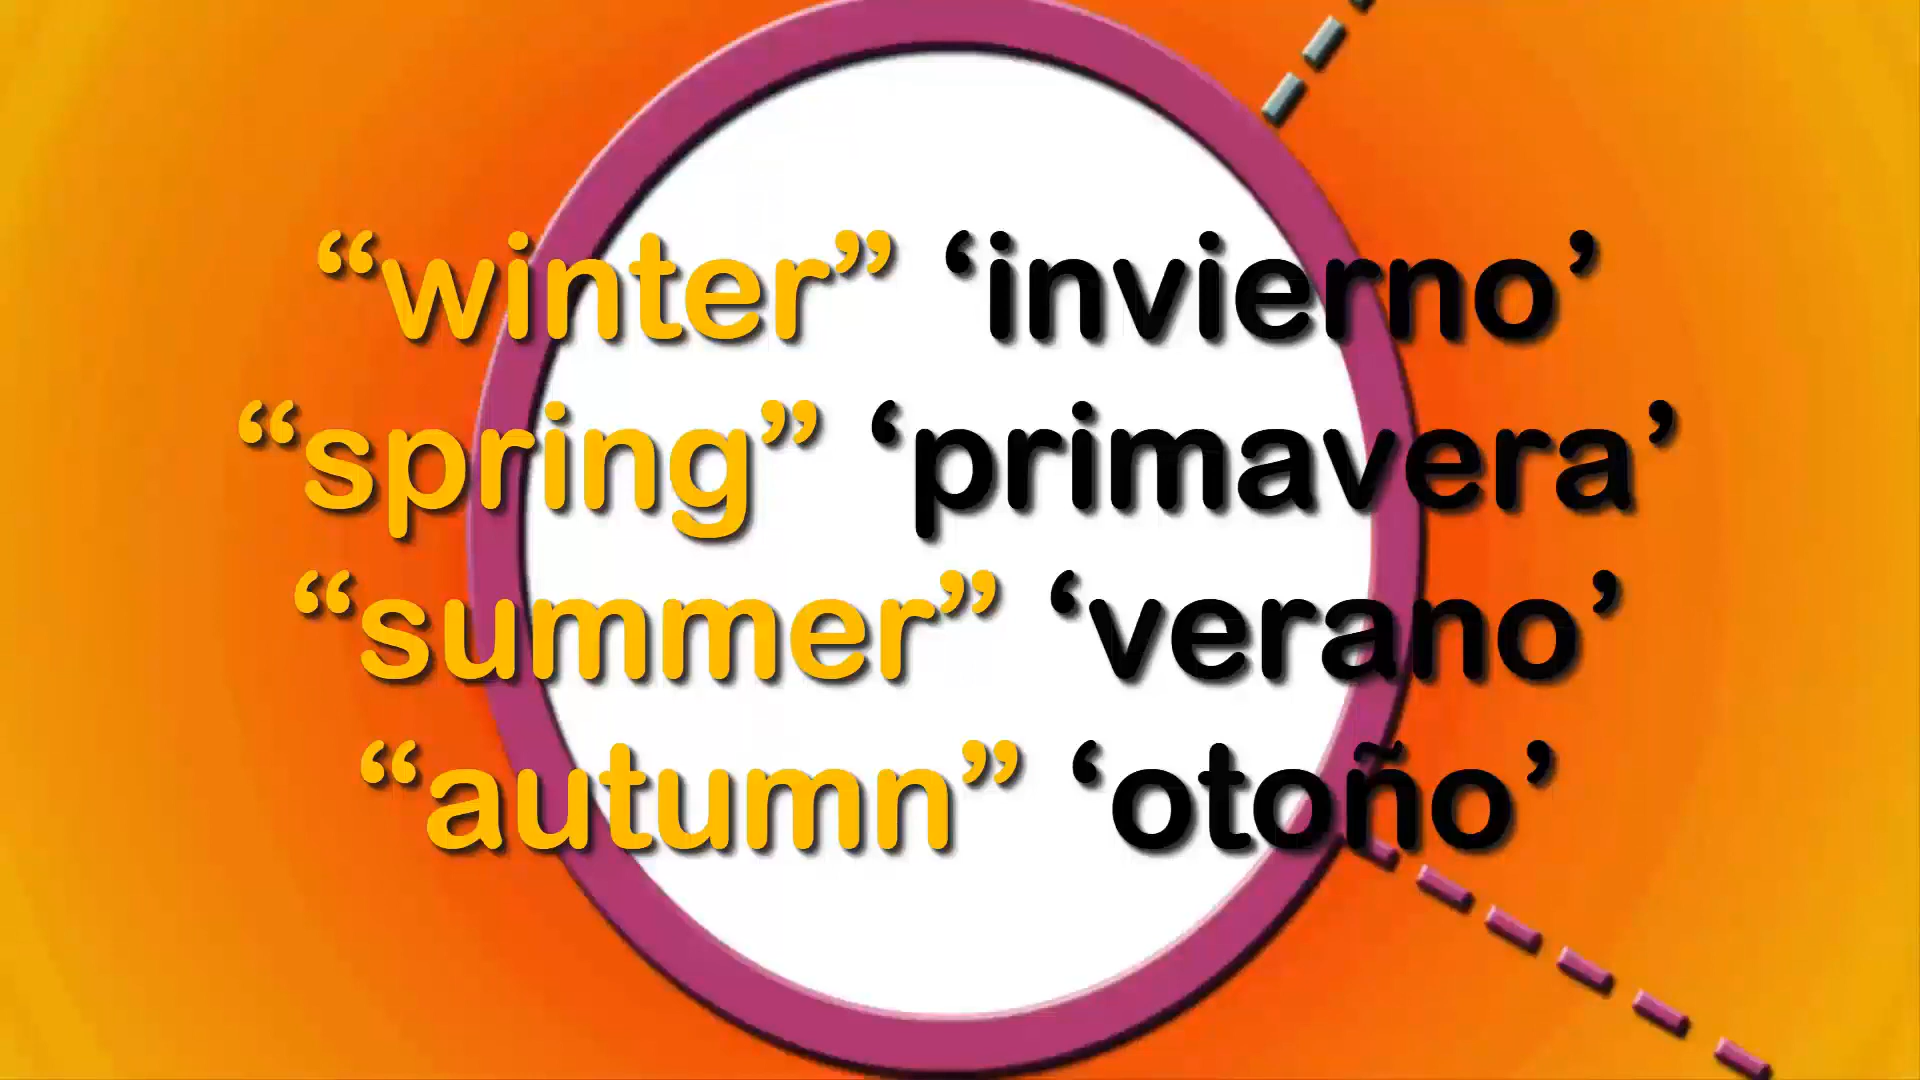 “winter” ‘invierno’
“spring” ‘primavera’
“summer” ‘verano’
“autumn” ‘otoño’